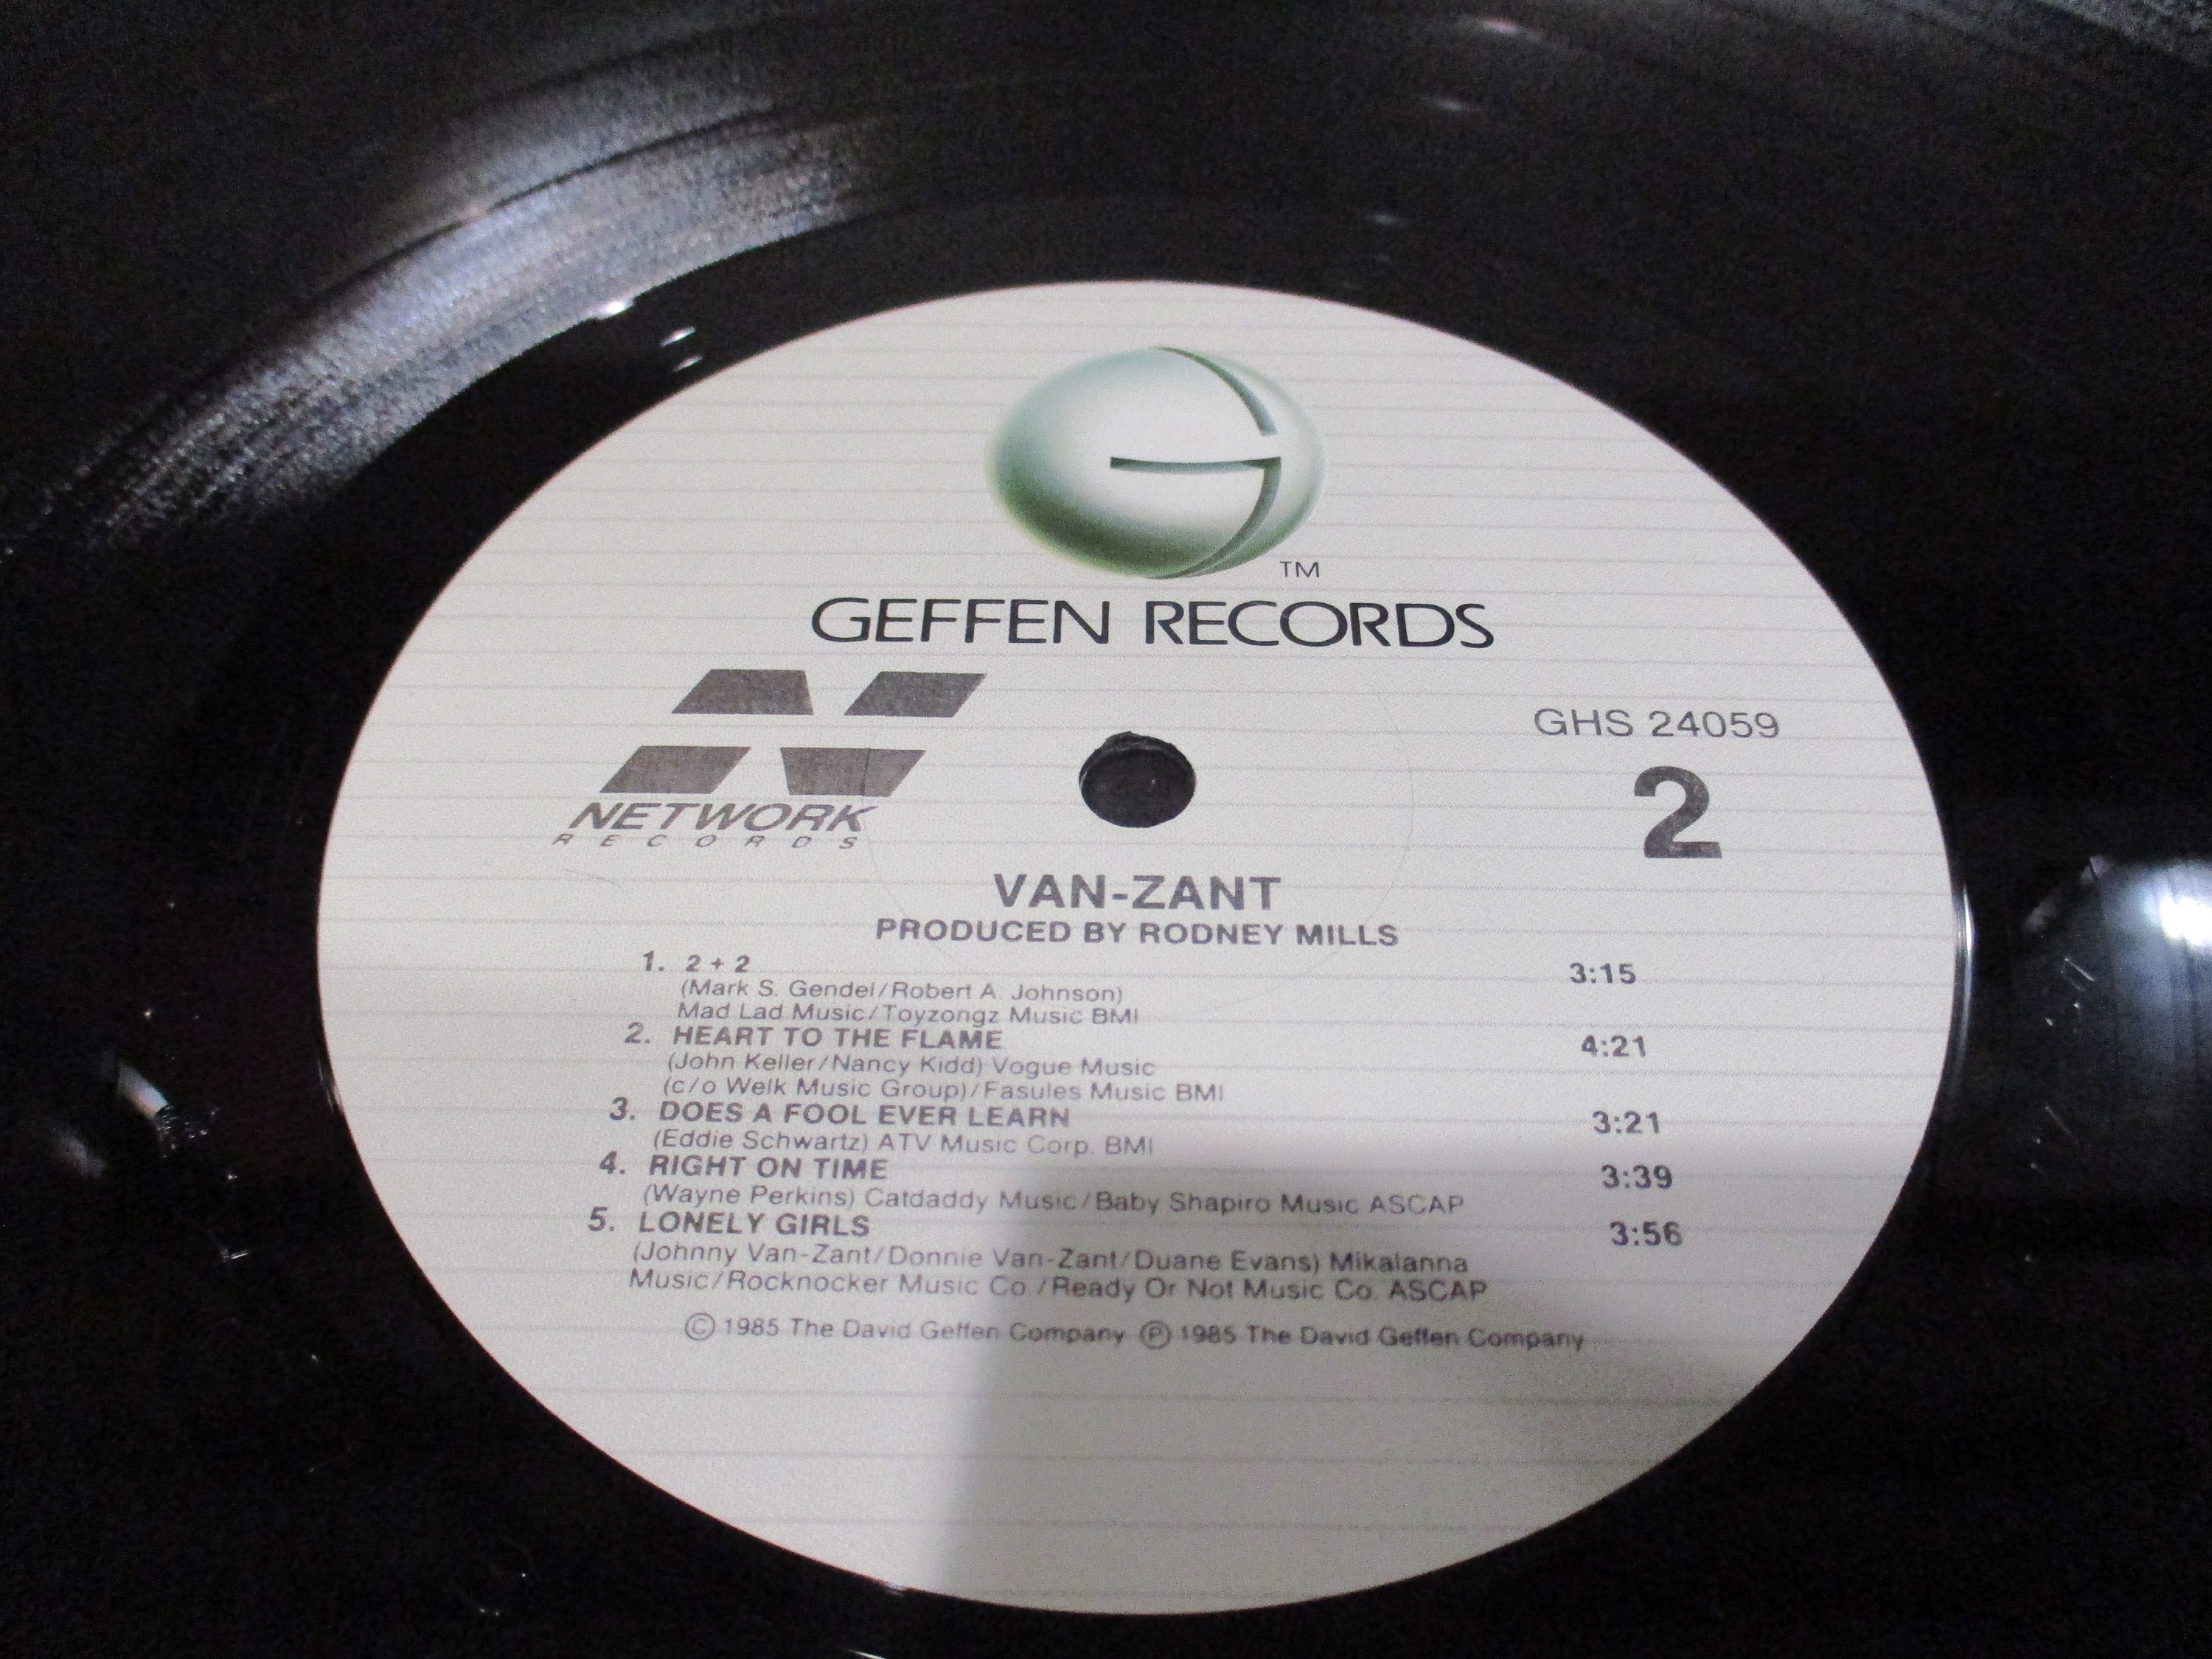 TM
GEFFEN RECORDS
NETWORK
RECORDS
GHS 24059
2
VAN-ZANT
PRODUCED BY RODNEY MILLS
1. 2 + 2 3:15
(Mark S. Gendel/Robert A. Johnson)
Mad Lad Music/Toyzongz Music BMI
2. HEART TO THE FLAME 4:21
(John Keller/Nancy Kidd) Vogue Music
(c/o Welk Music Group)/Fasules Music BMI
3. DOES A FOOL EVER LEARN 3:21
(Eddie Schwartz) ATV Music Corp. BMI
4. RIGHT ON TIME 3:39
(Wayne Perkins) Catdaddy Music/Baby Shapiro Music ASCAP
5. LONELY GIRLS 3:56
(Johnny Van-Zant/Donnie Van-Zant/Duane Evans) Mikalanna
Music/Rocknocker Music Co./Ready Or Not Music Co. ASCAP
© 1985 The David Geffen Company ℗ 1985 The David Geffen Company